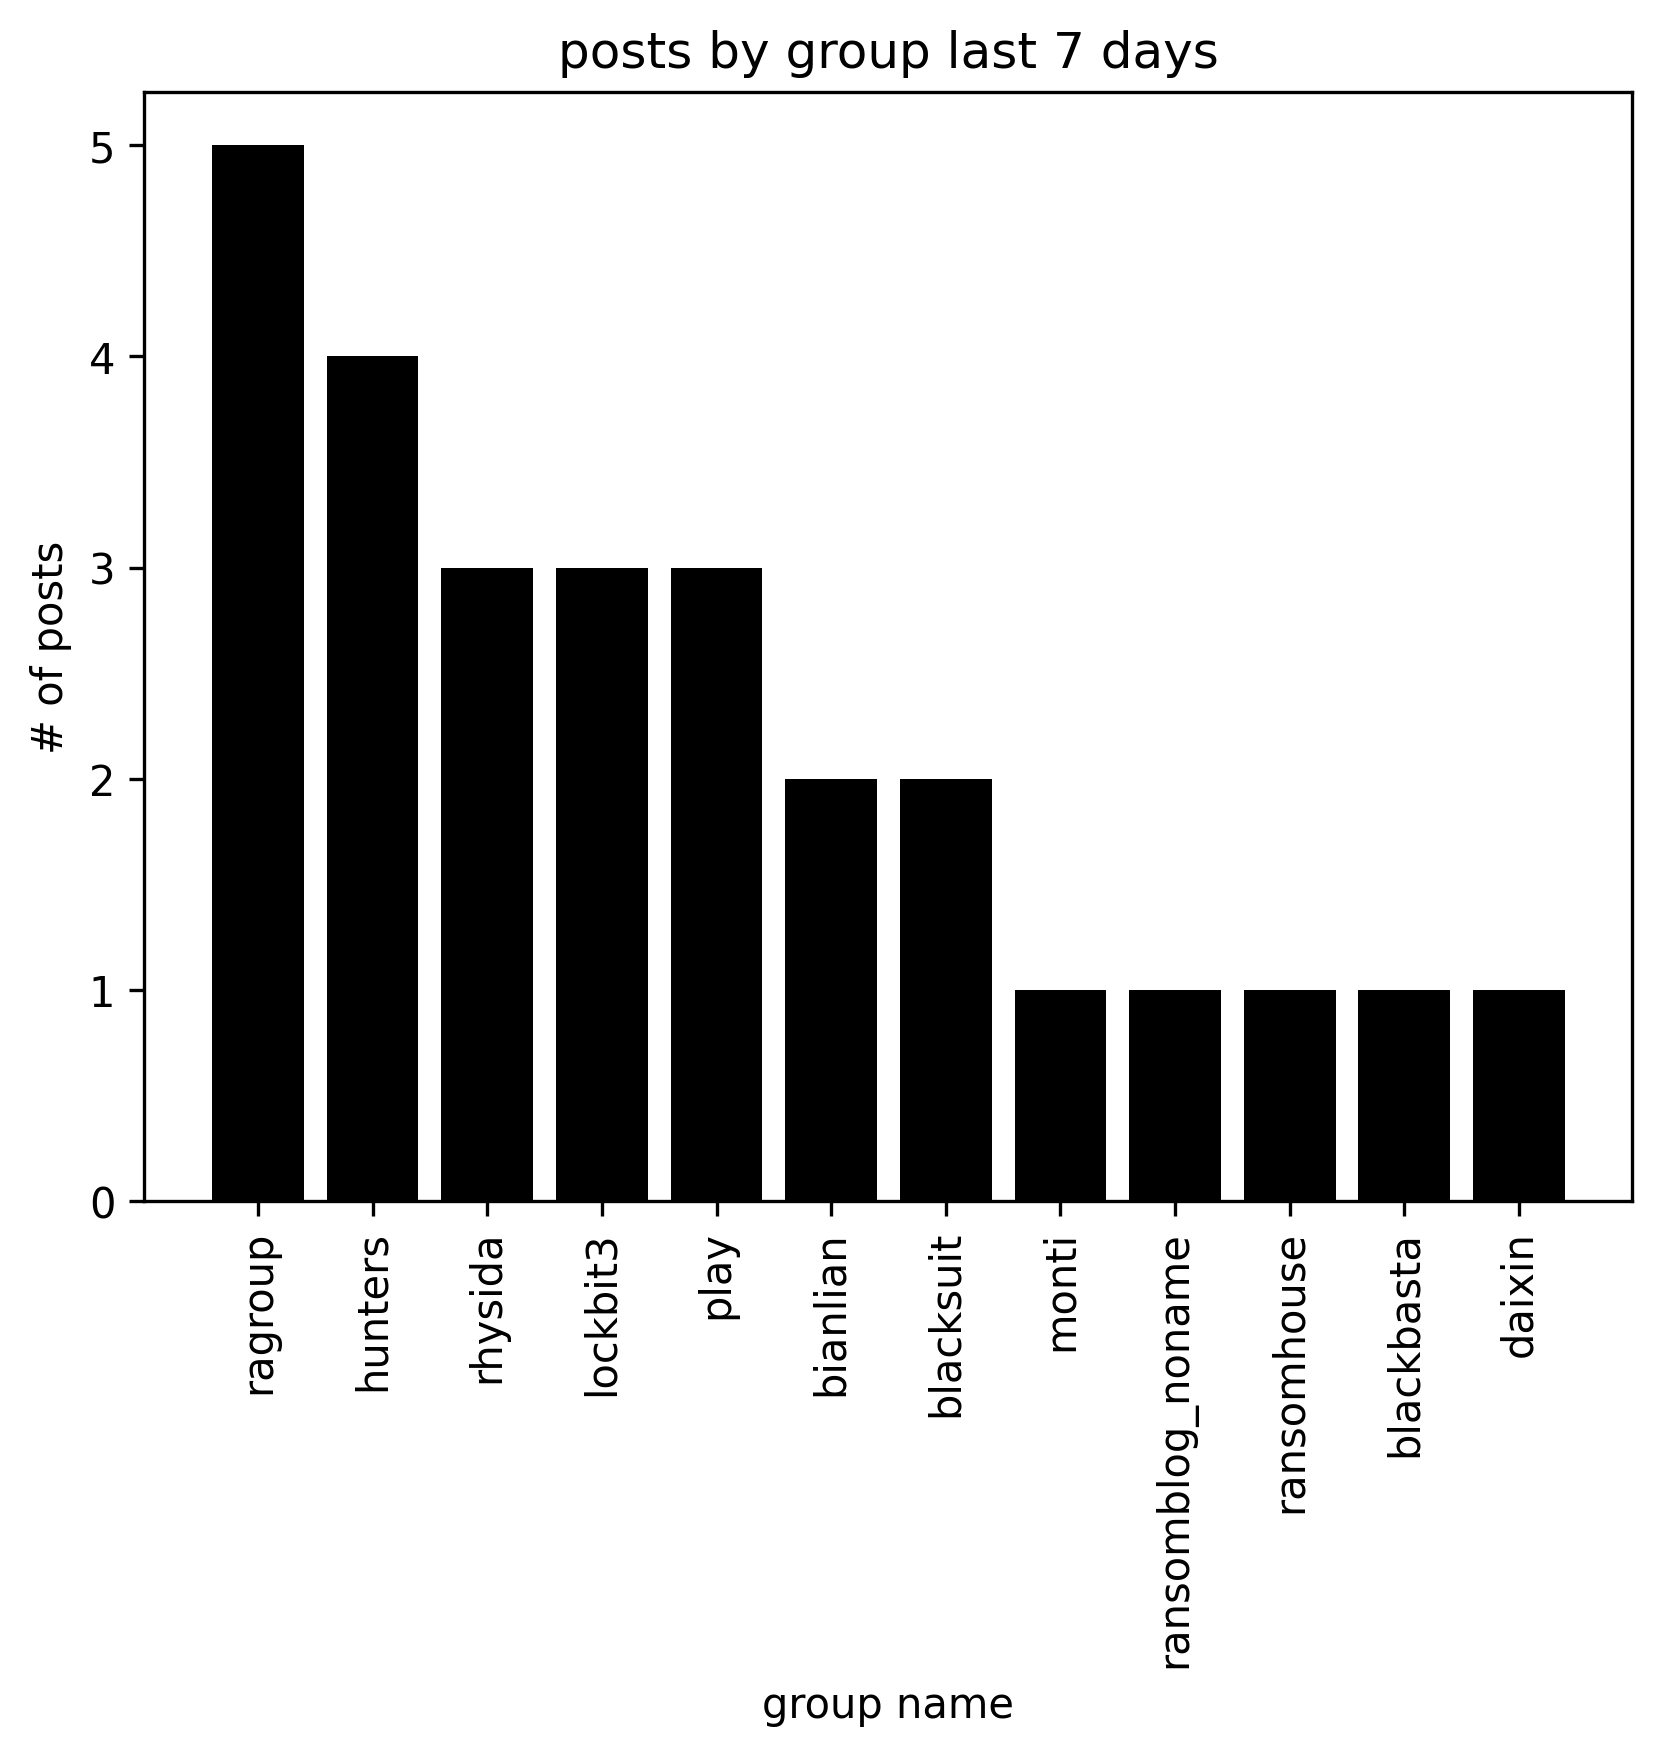 posts by group last 7 days
# of posts
5
4
3
2
1
0
ragroup
hunters
rhysida
lockbit3
play
bianlian
blacksuit
monti
ransomblog_noname
ransomhouse
blackbasta
daixin
group name